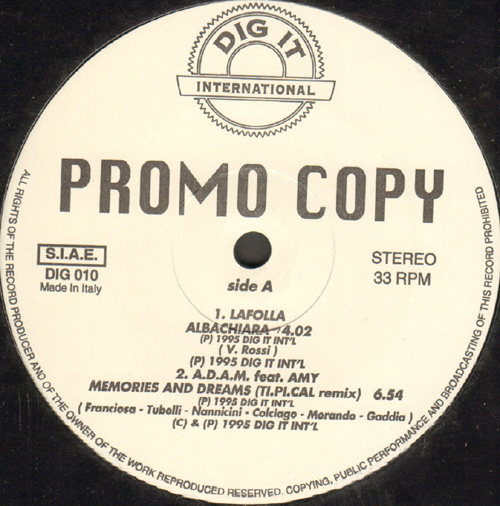 DIG IT
INTERNATIONAL
PROMO COPY
S.I.A.E.
DIG 010
Made in Italy
side A
STEREO
33 RPM
1. LAFOLLA
ALBACHIARA 4.02
(P) 1995 DIG IT INT'L
( V. Rossi )
(P) 1995 DIG IT INT'L
2. A.D.A.M. feat. AMY
MEMORIES AND DREAMS (TI.PI.CAL remix) 6.54
(P) 1995 DIG IT INT'L
( Franciosa - Tubolli - Nannicini - Colciago - Morando - Gaddia )
(C) & (P) 1995 DIG IT INT'L
ALL RIGHTS OF THE RECORD PRODUCER AND OF THE OWNER OF THE WORK REPRODUCED RESERVED. COPYING, PUBLIC PERFORMANCE AND BROADCASTING OF THIS RECORD PROHIBITED